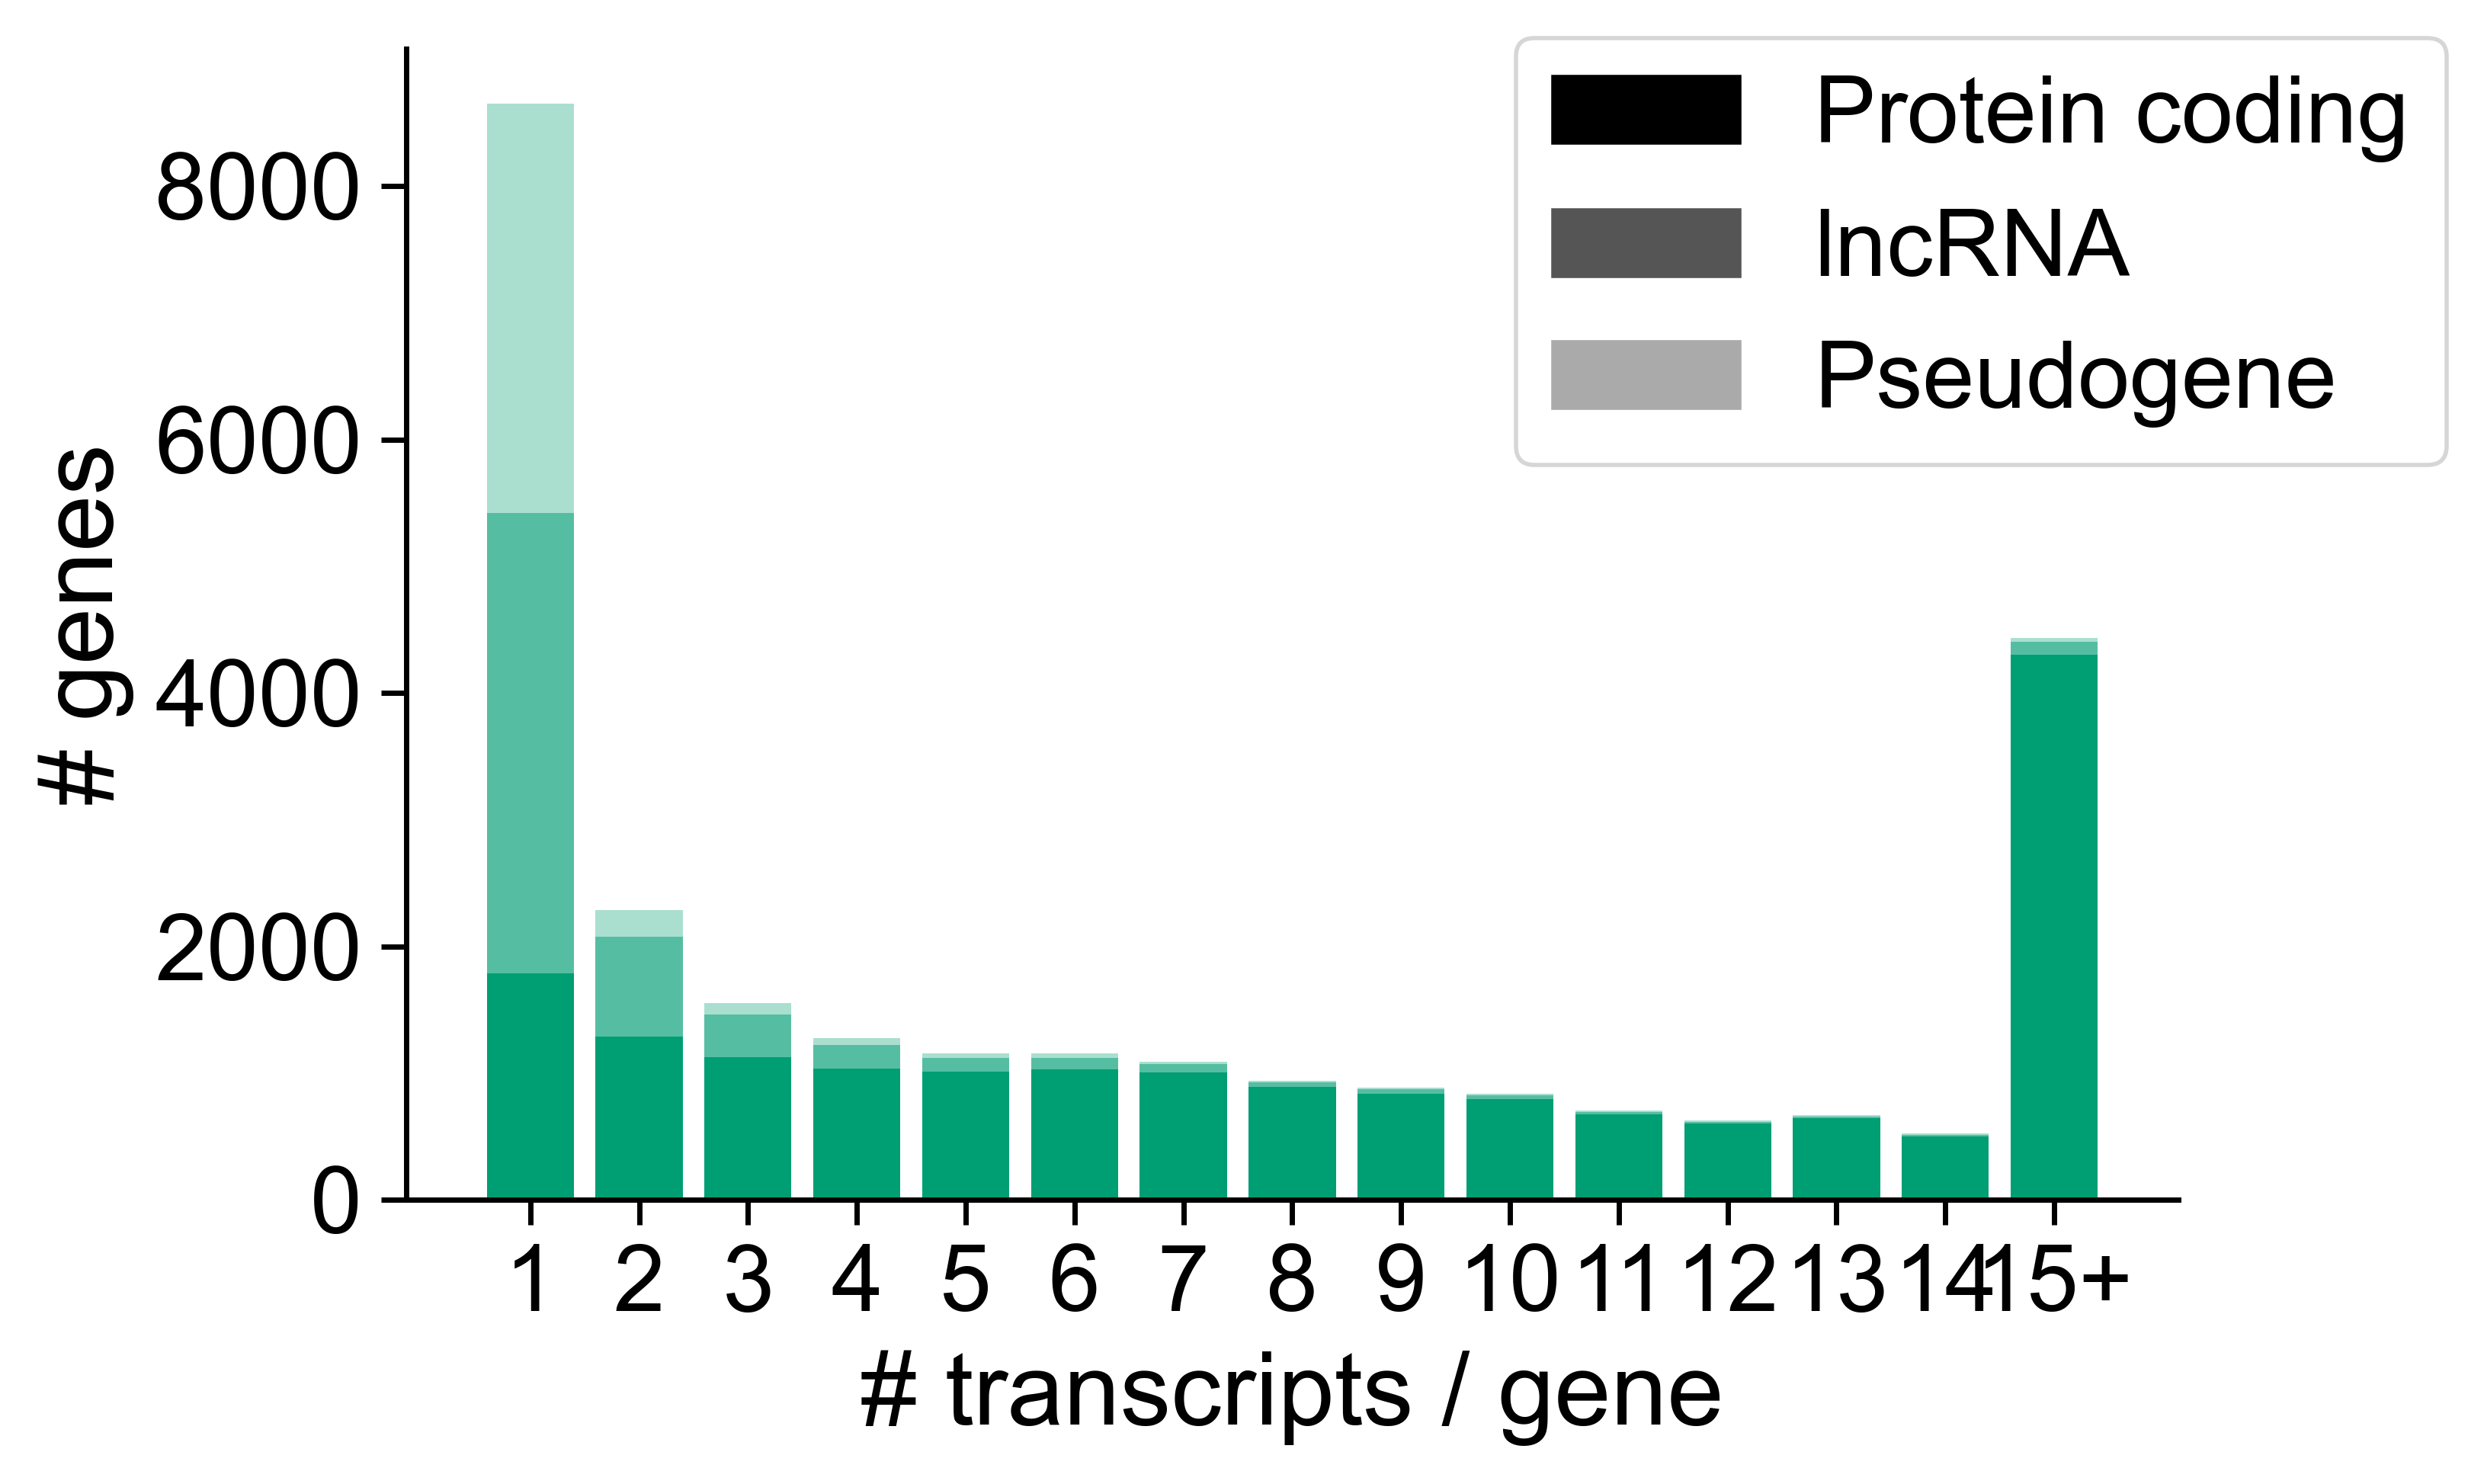 Protein coding
lncRNA
Pseudogene
# genes
8000
6000
4000
2000
0
1 2 3 4 5 6 7 8 9 10 11 12 13 14 15+
# transcripts / gene